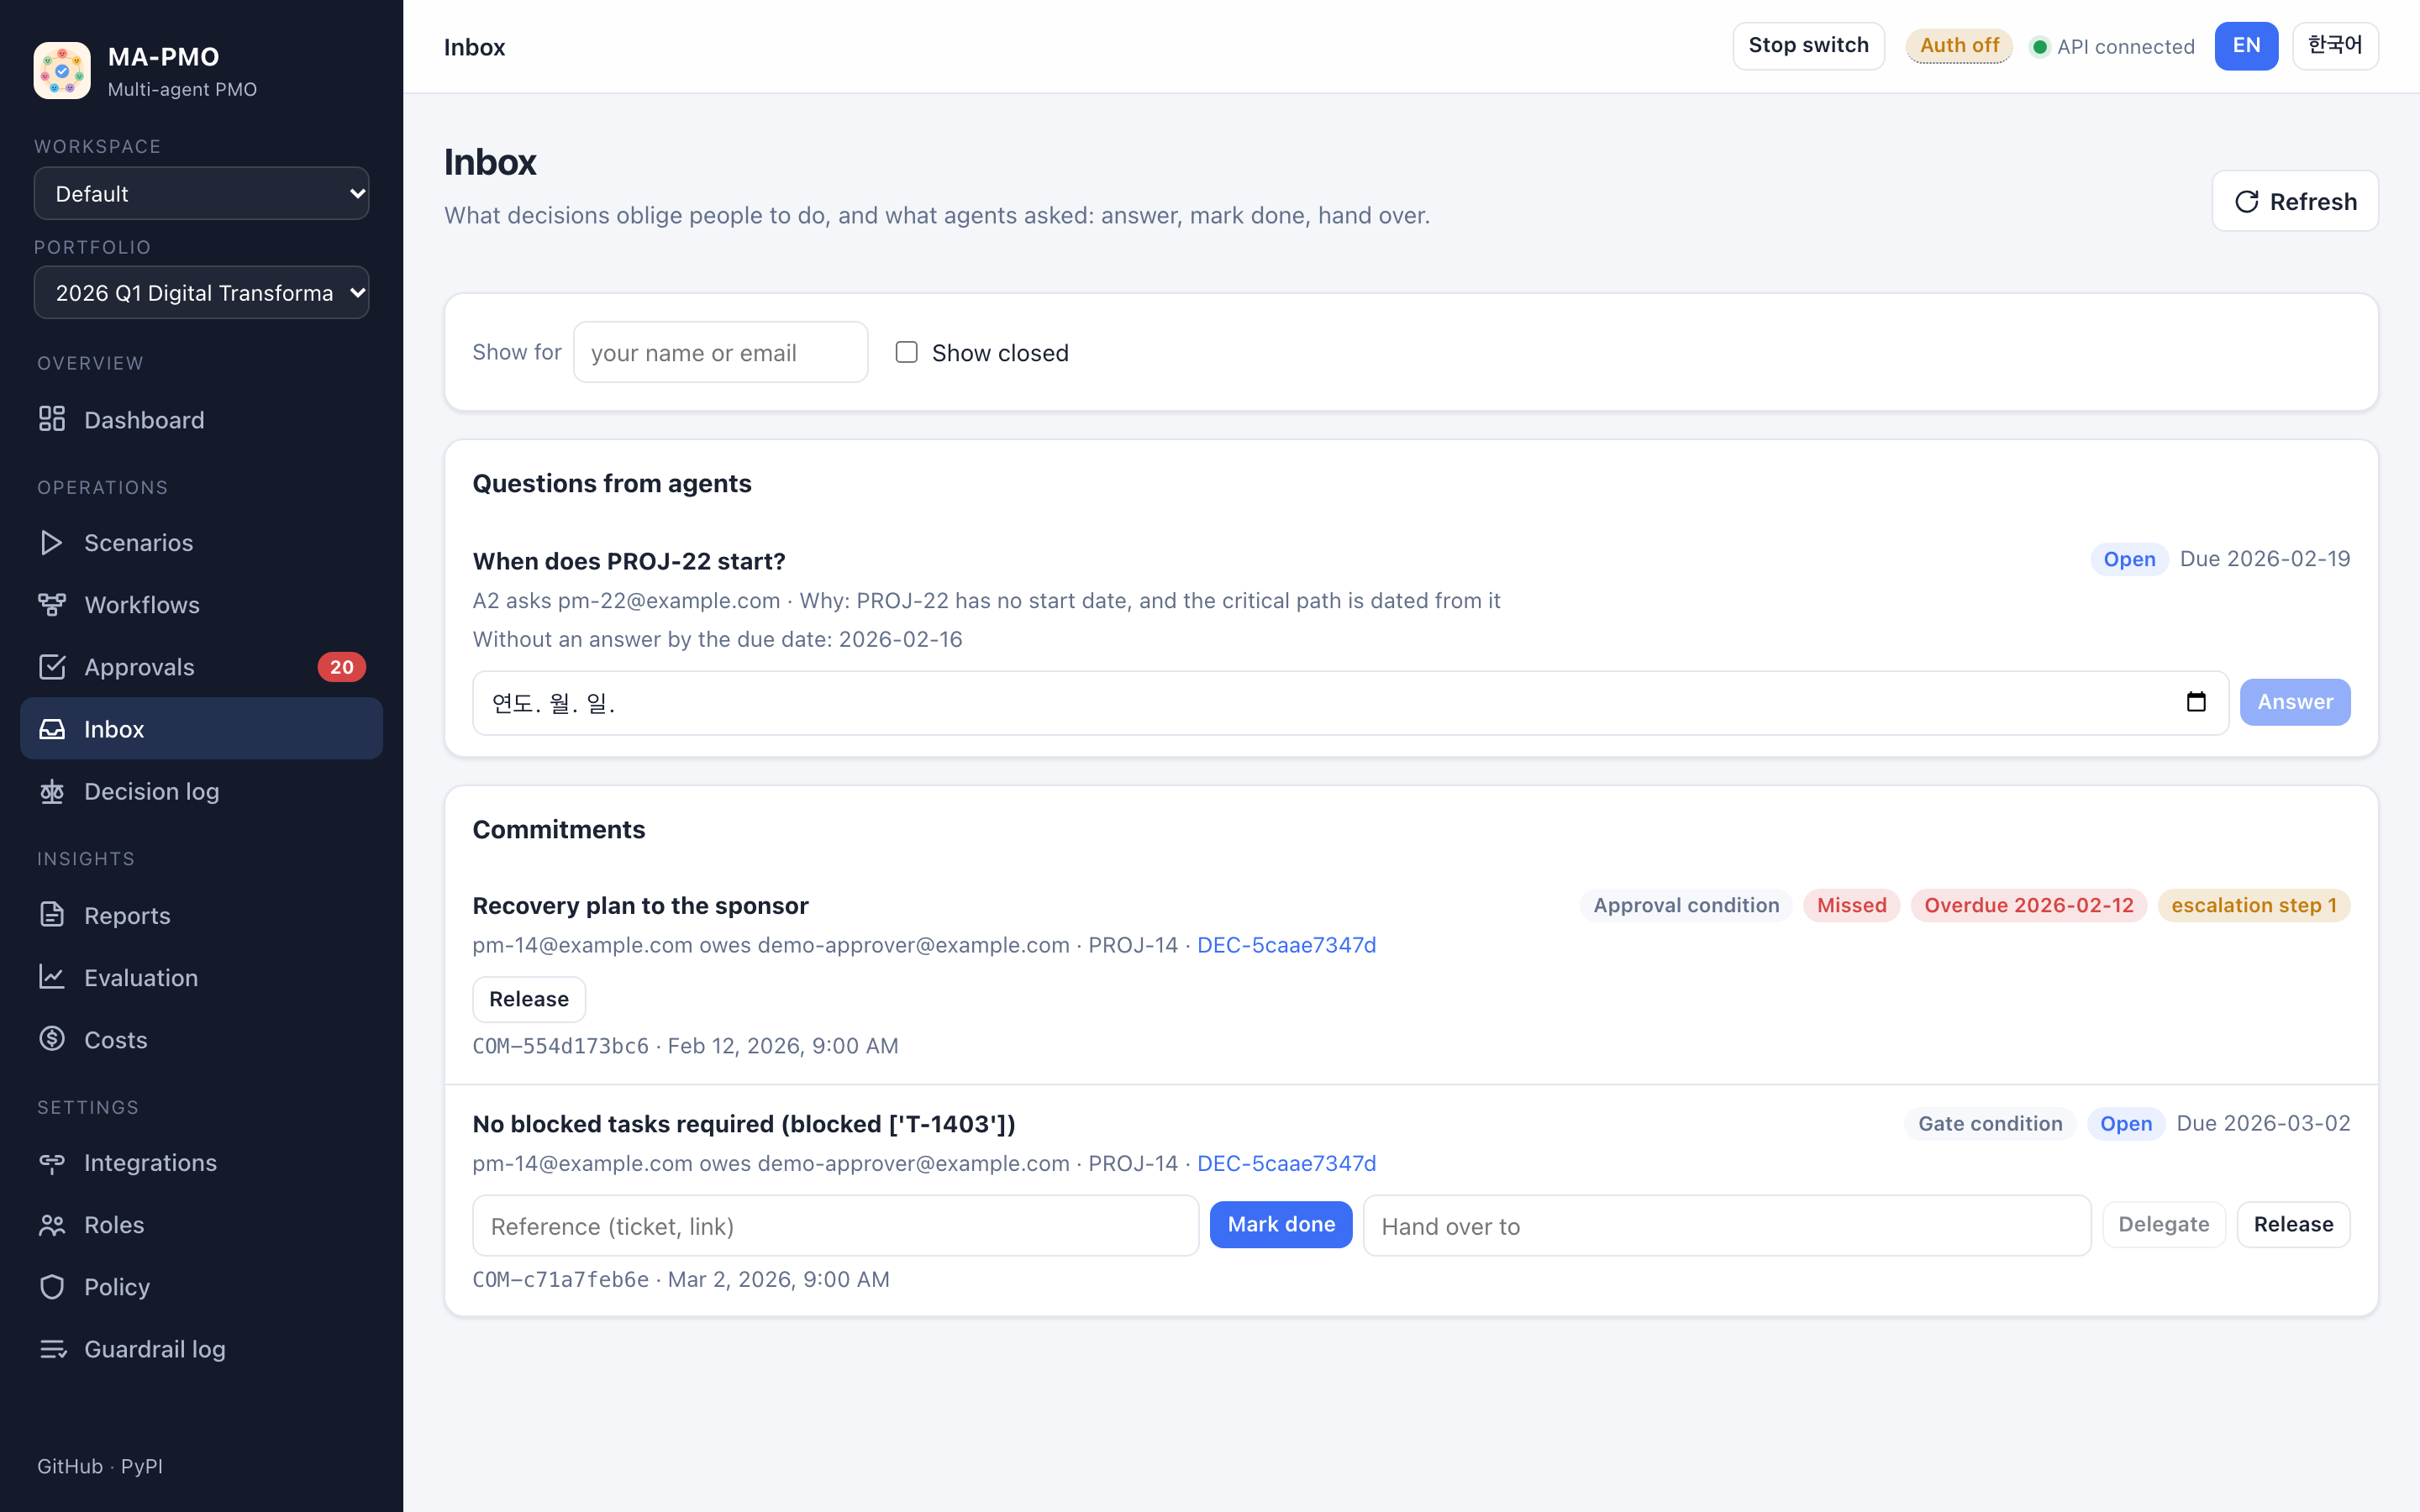 MA-PMO
Multi-agent PMO
WORKSPACE
Default
PORTFOLIO
2026 Q1 Digital Transforma
OVERVIEW
Dashboard
OPERATIONS
Scenarios
Workflows
Approvals 20
Inbox
Decision log
INSIGHTS
Reports
Evaluation
Costs
SETTINGS
Integrations
Roles
Policy
Guardrail log
GitHub · PyPI
Inbox
Stop switch Auth off API connected EN 한국어
Inbox
What decisions oblige people to do, and what agents asked: answer, mark done, hand over.
Refresh
Show for your name or email Show closed
Questions from agents
When does PROJ-22 start? Open Due 2026-02-19
A2 asks pm-22@example.com · Why: PROJ-22 has no start date, and the critical path is dated from it
Without an answer by the due date: 2026-02-16
연도. 월. 일. Answer
Commitments
Recovery plan to the sponsor Approval condition Missed Overdue 2026-02-12 escalation step 1
pm-14@example.com owes demo-approver@example.com · PROJ-14 · DEC-5caae7347d
Release
COM-554d173bc6 · Feb 12, 2026, 9:00 AM
No blocked tasks required (blocked ['T-1403']) Gate condition Open Due 2026-03-02
pm-14@example.com owes demo-approver@example.com · PROJ-14 · DEC-5caae7347d
Reference (ticket, link) Mark done Hand over to Delegate Release
COM-c71a7feb6e · Mar 2, 2026, 9:00 AM